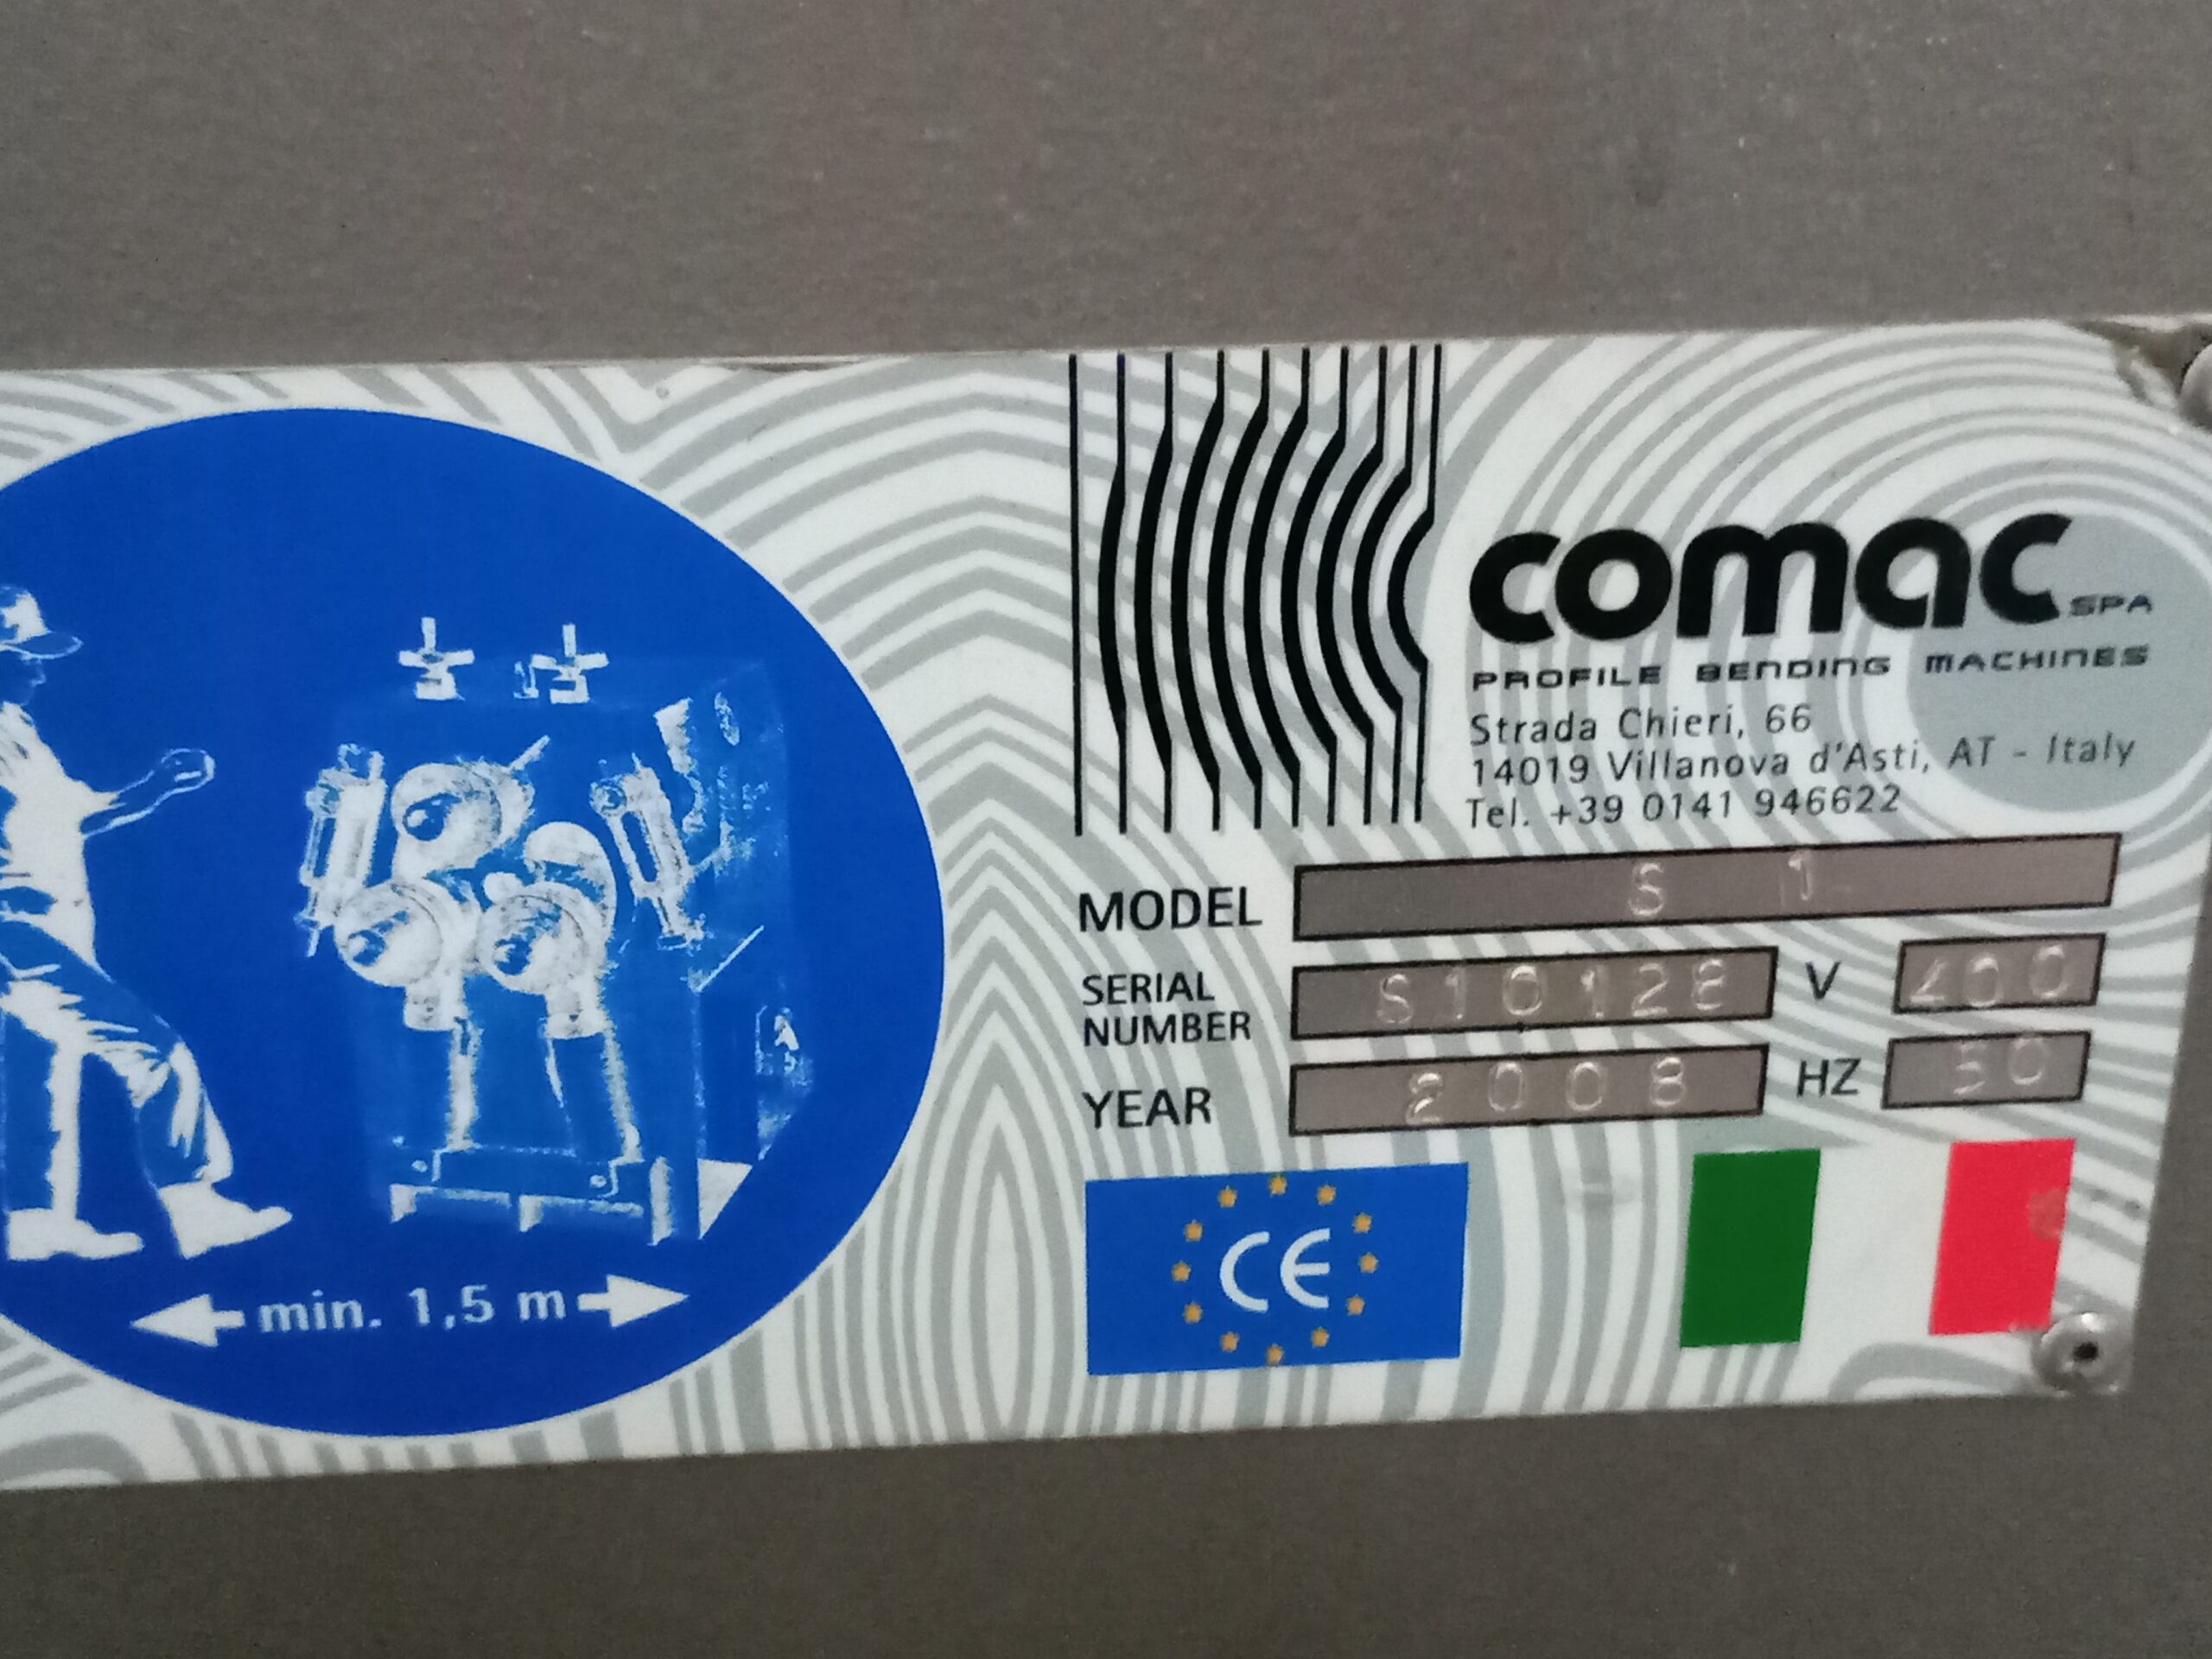 comac SPA
PROFILE BENDING MACHINES
Strada Chieri, 66
14019 Villanova d'Asti, AT - Italy
Tel. +39 0141 946622
MODEL S 1
SERIAL NUMBER S10128 V 400
YEAR 2008 HZ 50
CE
min. 1,5 m